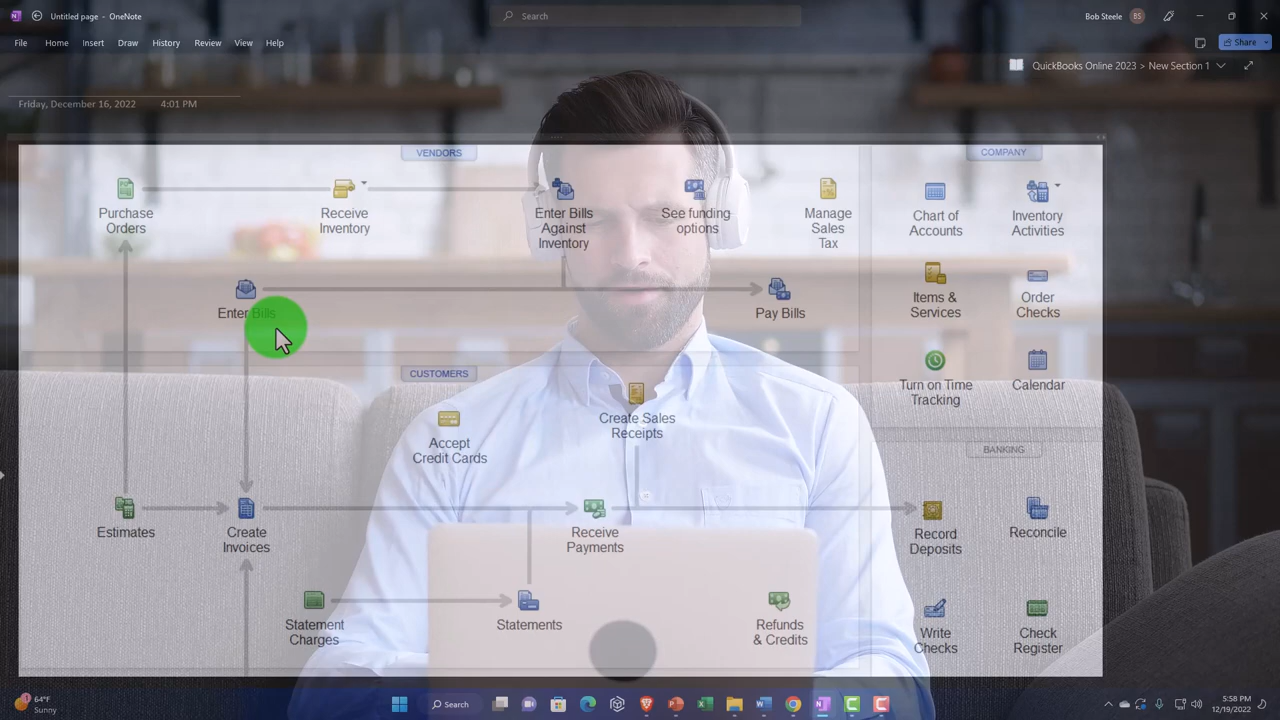 Untitled page - OneNote
Search
Bob Steele
BS
File
Home
Insert
Draw
History
Review
View
Help
Share
QuickBooks Online 2023 > New Section 1
Friday, December 16, 2022
4:01 PM
VENDORS
COMPANY
Purchase
Orders
Receive
Inventory
Enter Bills
Against
Inventory
See funding
options
Manage
Sales
Tax
Chart of
Accounts
Inventory
Activities
Enter Bills
Pay Bills
Items &
Services
Order
Checks
CUSTOMERS
Turn on Time
Tracking
Calendar
Accept
Credit Cards
Create Sales
Receipts
BANKING
Estimates
Create
Invoices
Receive
Payments
Record
Deposits
Reconcile
Statement
Charges
Statements
Refunds
& Credits
Write
Checks
Check
Register
64°F
Sunny
Search
5:58 PM
12/19/2022